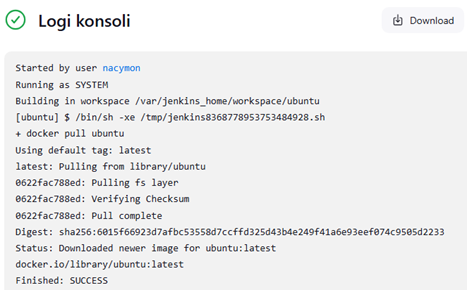 Logi konsoli
Download
Started by user nacymon
Running as SYSTEM
Building in workspace /var/jenkins_home/workspace/ubuntu
[ubuntu] $ /bin/sh -xe /tmp/jenkins8368778953753484928.sh
+ docker pull ubuntu
Using default tag: latest
latest: Pulling from library/ubuntu
0622fac788ed: Pulling fs layer
0622fac788ed: Verifying Checksum
0622fac788ed: Pull complete
Digest: sha256:6015f66923d7afbc53558d7ccffd325d43b4e249f41a6e93eef074c9505d2233
Status: Downloaded newer image for ubuntu:latest
docker.io/library/ubuntu:latest
Finished: SUCCESS